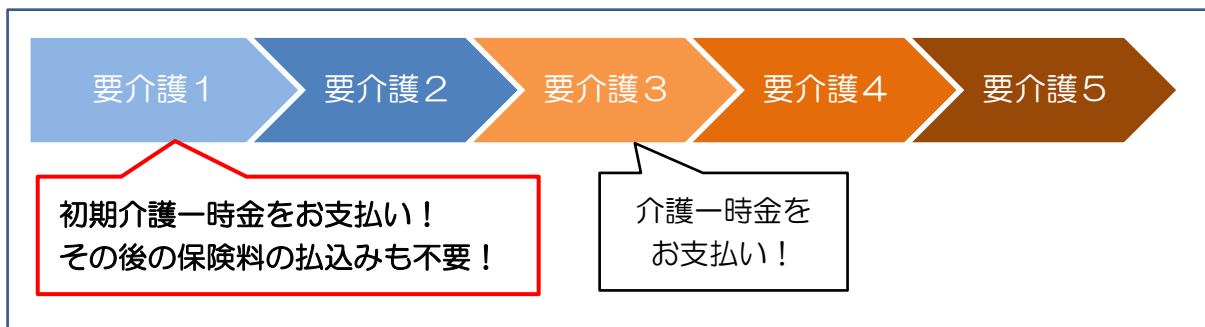 要介護１
要介護２
要介護３
要介護４
要介護５
初期介護一時金をお支払い！
その後の保険料の払込みも不要！
介護一時金を
お支払い！